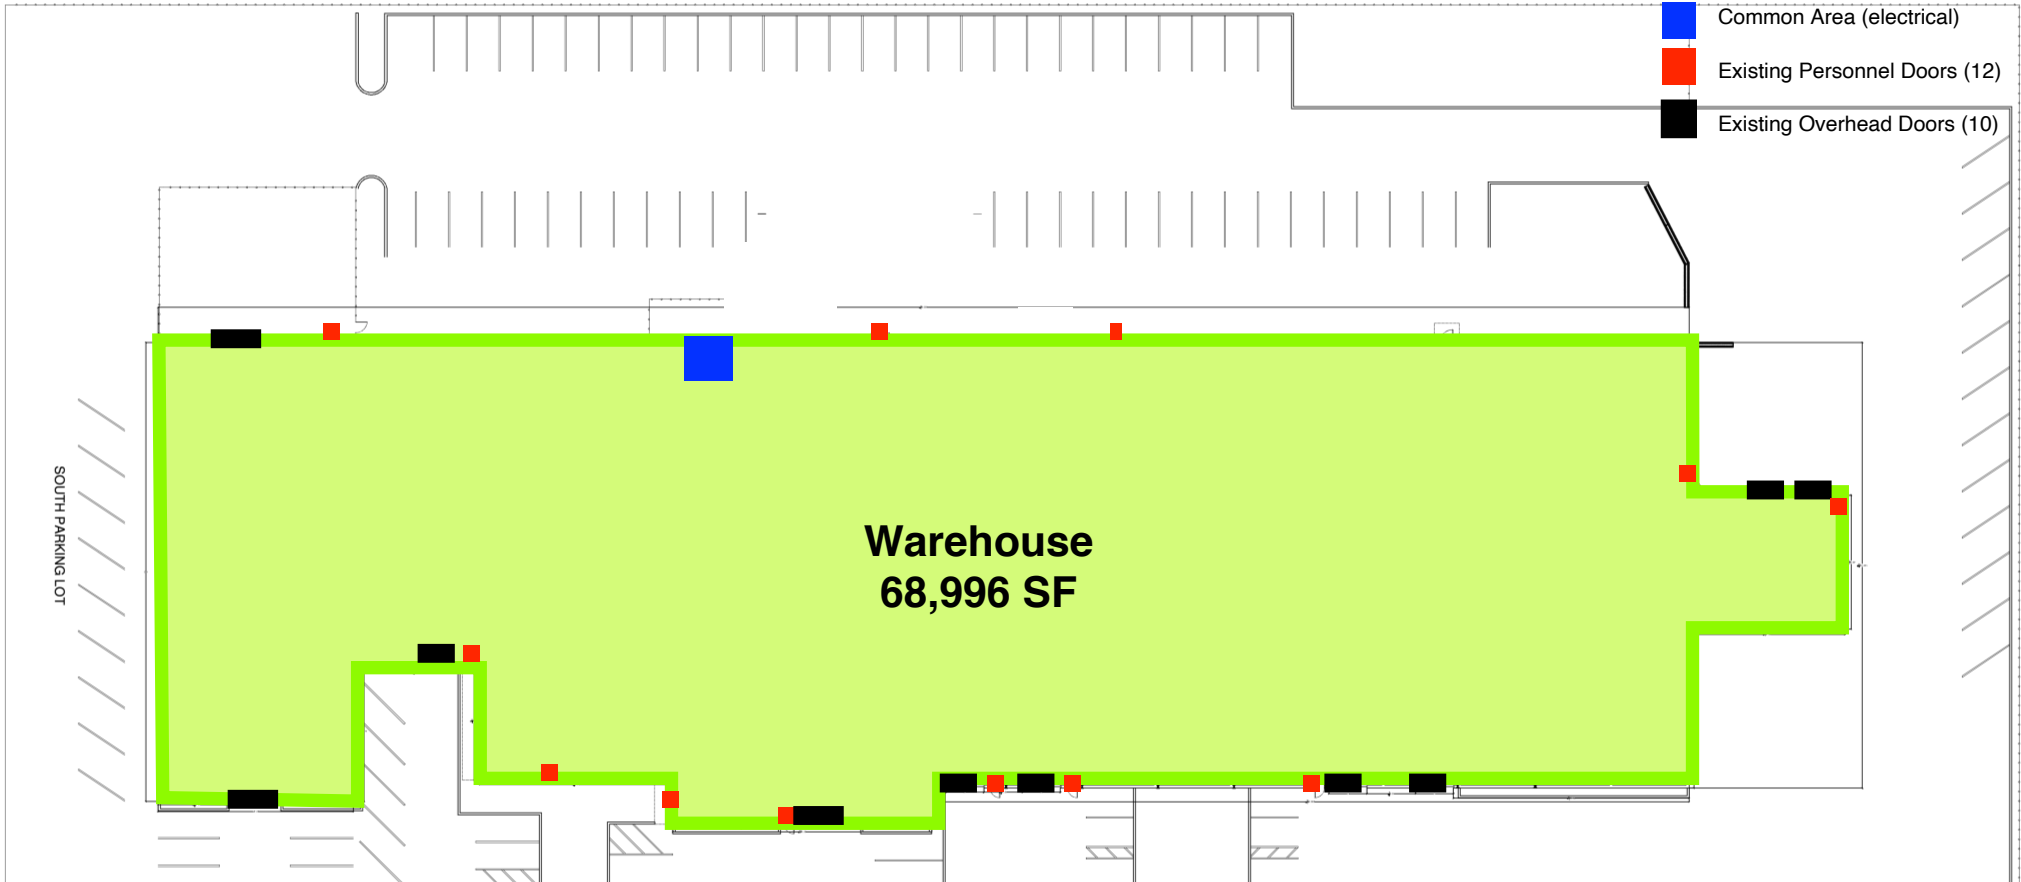 Common Area (electrical)
Existing Personnel Doors (12)
Existing Overhead Doors (10)
SOUTH PARKING LOT
Warehouse
68,996 SF